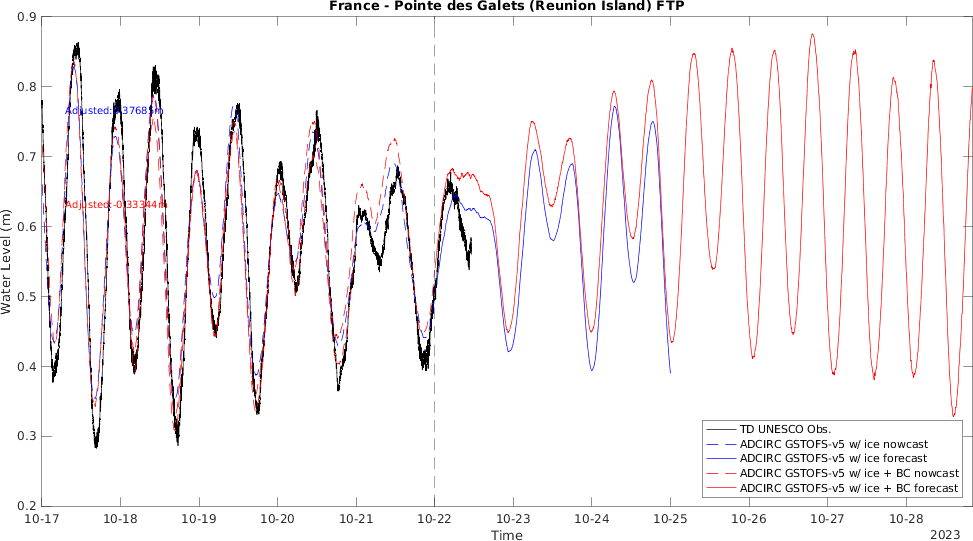 France - Pointe des Galets (Reunion Island) FTP
0.9
0.8
0.7
0.6
0.5
0.4
0.3
0.2
Water Level (m)
Adjusted:
Adjusted:-0.33344m
10-17 10-18 10-19 10-20 10-21 10-22 10-23 10-24 10-25 10-26 10-27 10-28
Time
2023
TD UNESCO Obs.
ADCIRC GSTOFS-v5 w/ ice nowcast
ADCIRC GSTOFS-v5 w/ ice forecast
ADCIRC GSTOFS-v5 w/ ice + BC nowcast
ADCIRC GSTOFS-v5 w/ ice + BC forecast